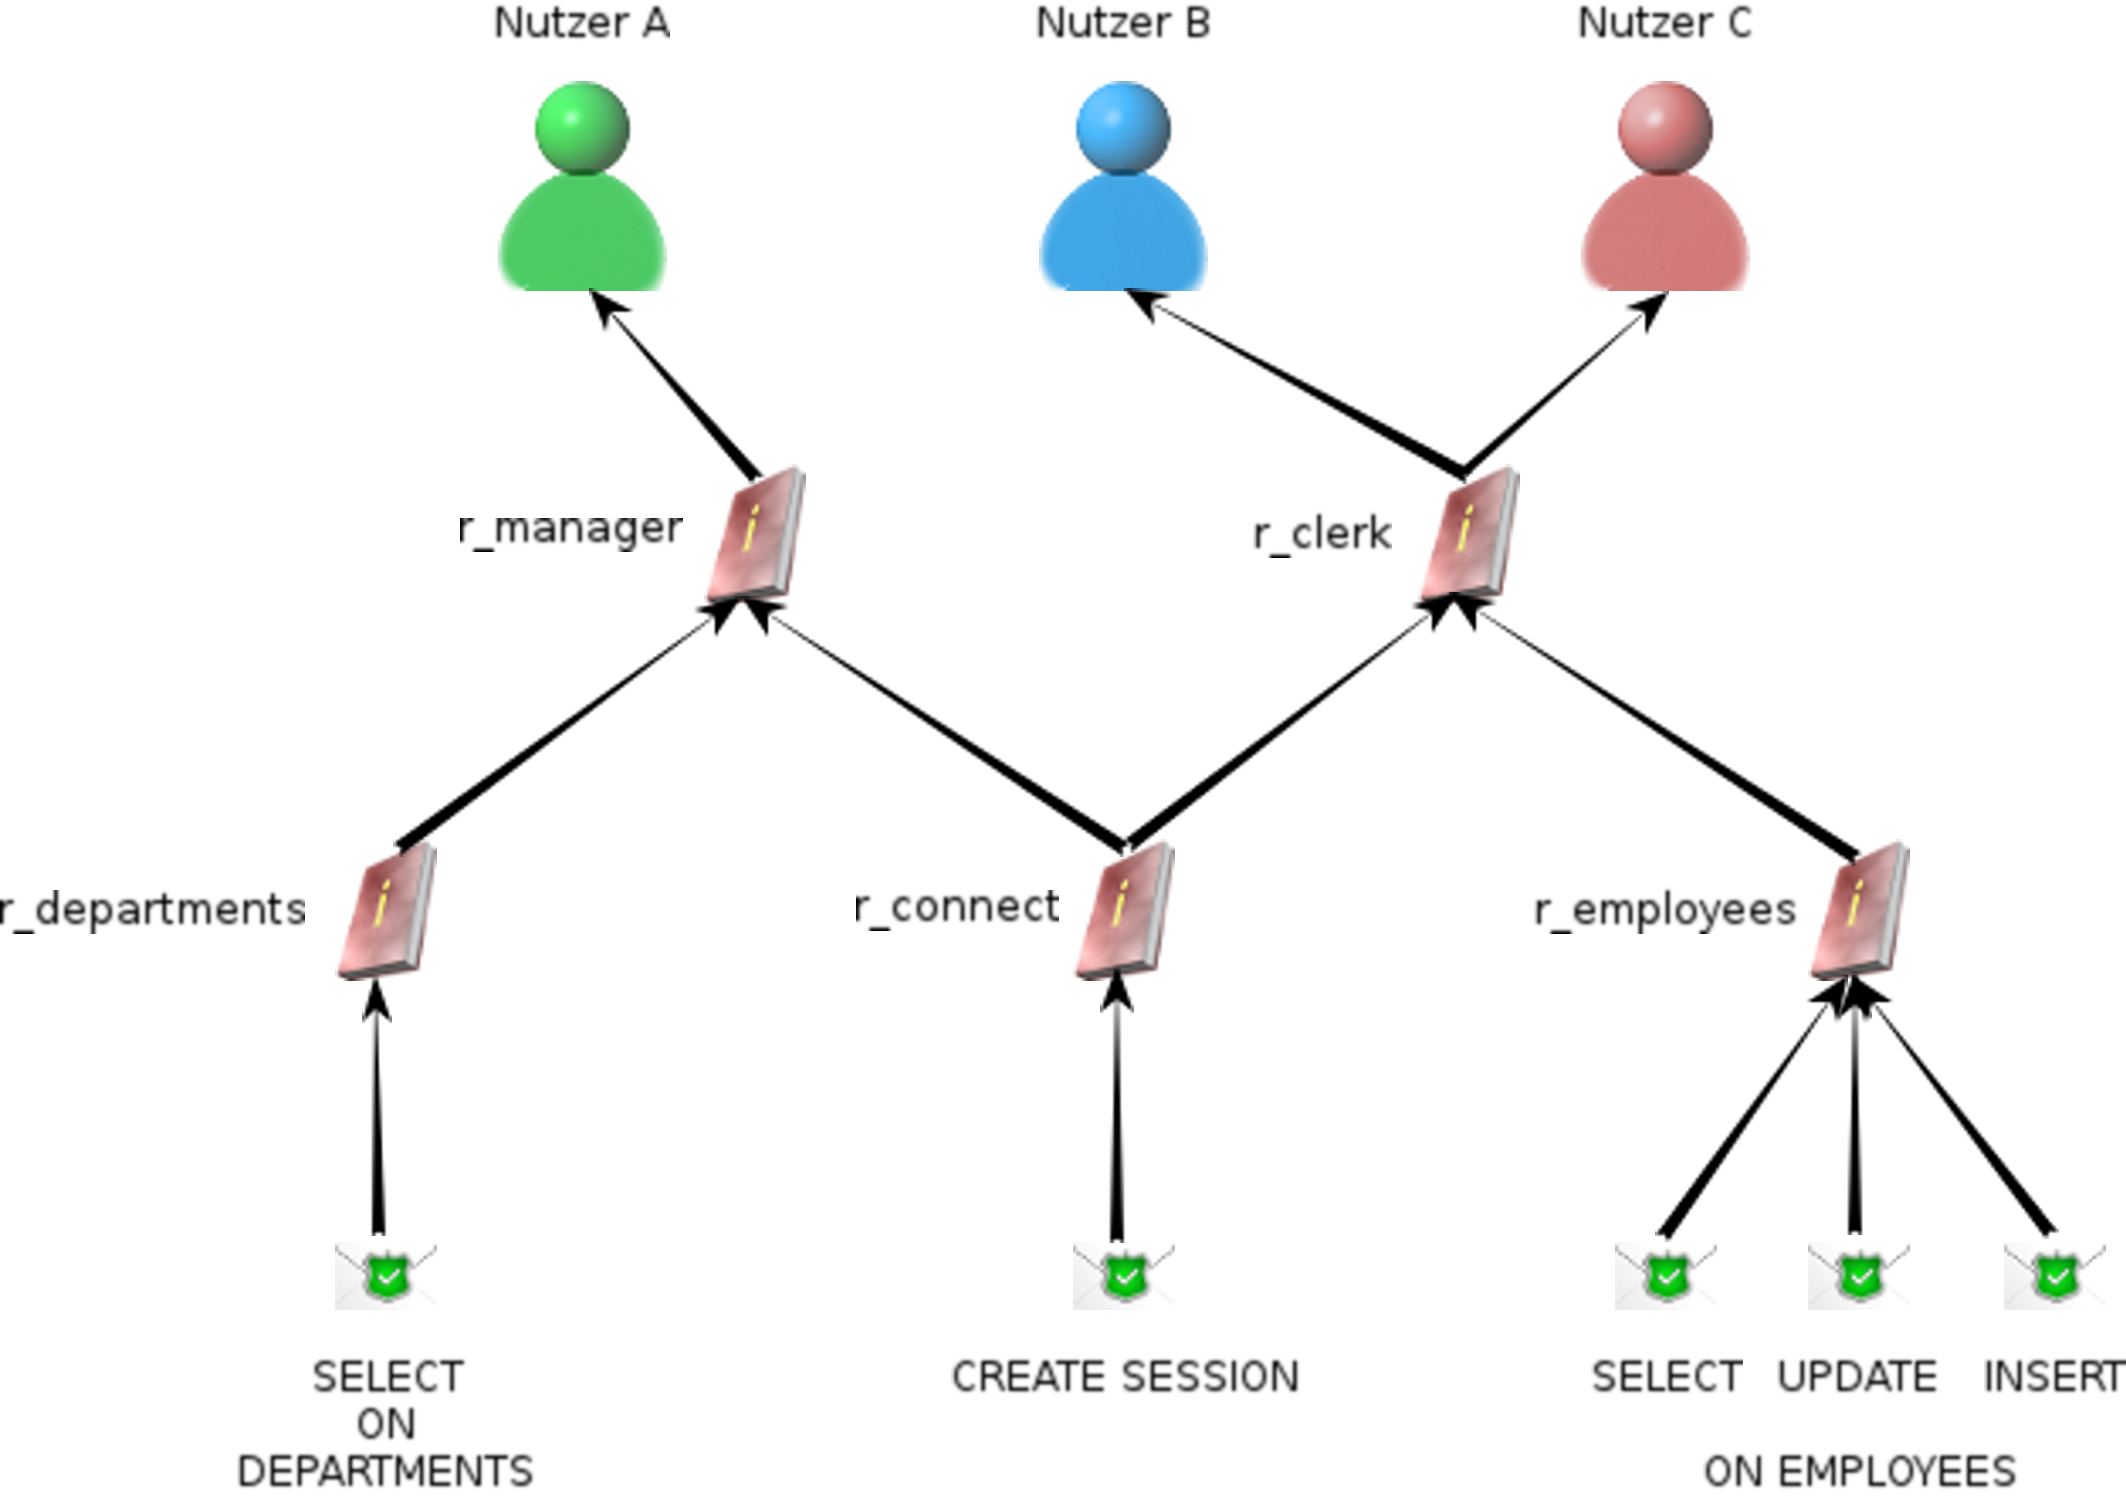 Nutzer A
Nutzer B
Nutzer C
r_manager
r_clerk
r_departments
r_connect
r_employees
SELECT
ON
DEPARTMENTS
CREATE SESSION
SELECT UPDATE INSERT
ON EMPLOYEES